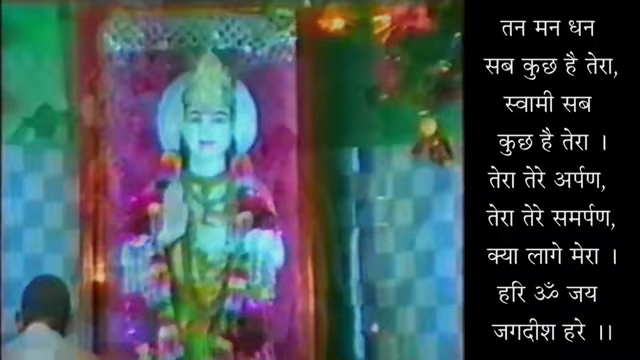 तन मन धन
सब कुछ है तेरा,
स्वामी सब
कुछ है तेरा ।
तेरा तेरे अर्पण,
तेरा तेरे समर्पण,
क्या लागे मेरा ।
हरि ॐ जय
जगदीश हरे ।।